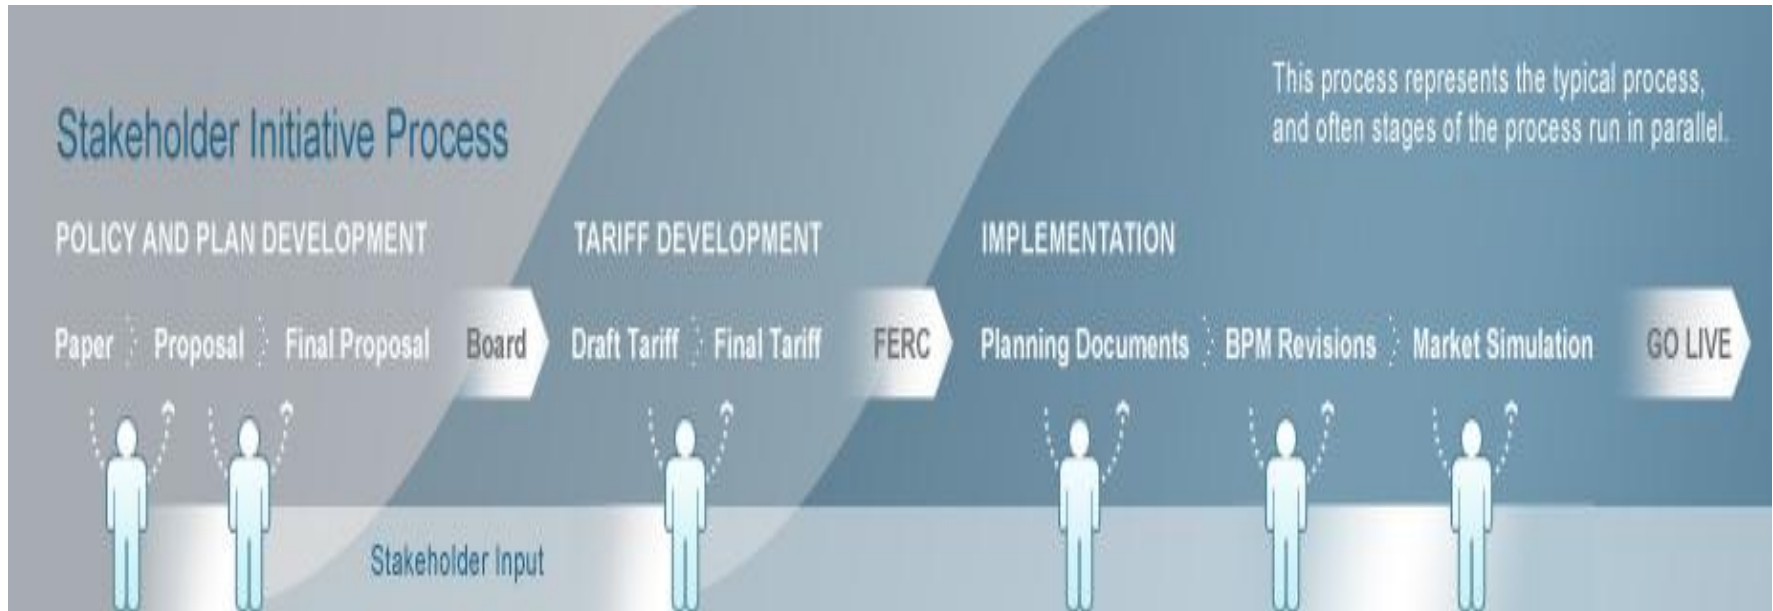 This process represents the typical process,
and often stages of the process run in parallel.
Stakeholder Initiative Process
POLICY AND PLAN DEVELOPMENT
TARIFF DEVELOPMENT
IMPLEMENTATION
Paper
Proposal
Final Proposal
Board
Draft Tariff
Final Tariff
FERC
Planning Documents
BPM Revisions
Market Simulation
GO LIVE
Stakeholder Input